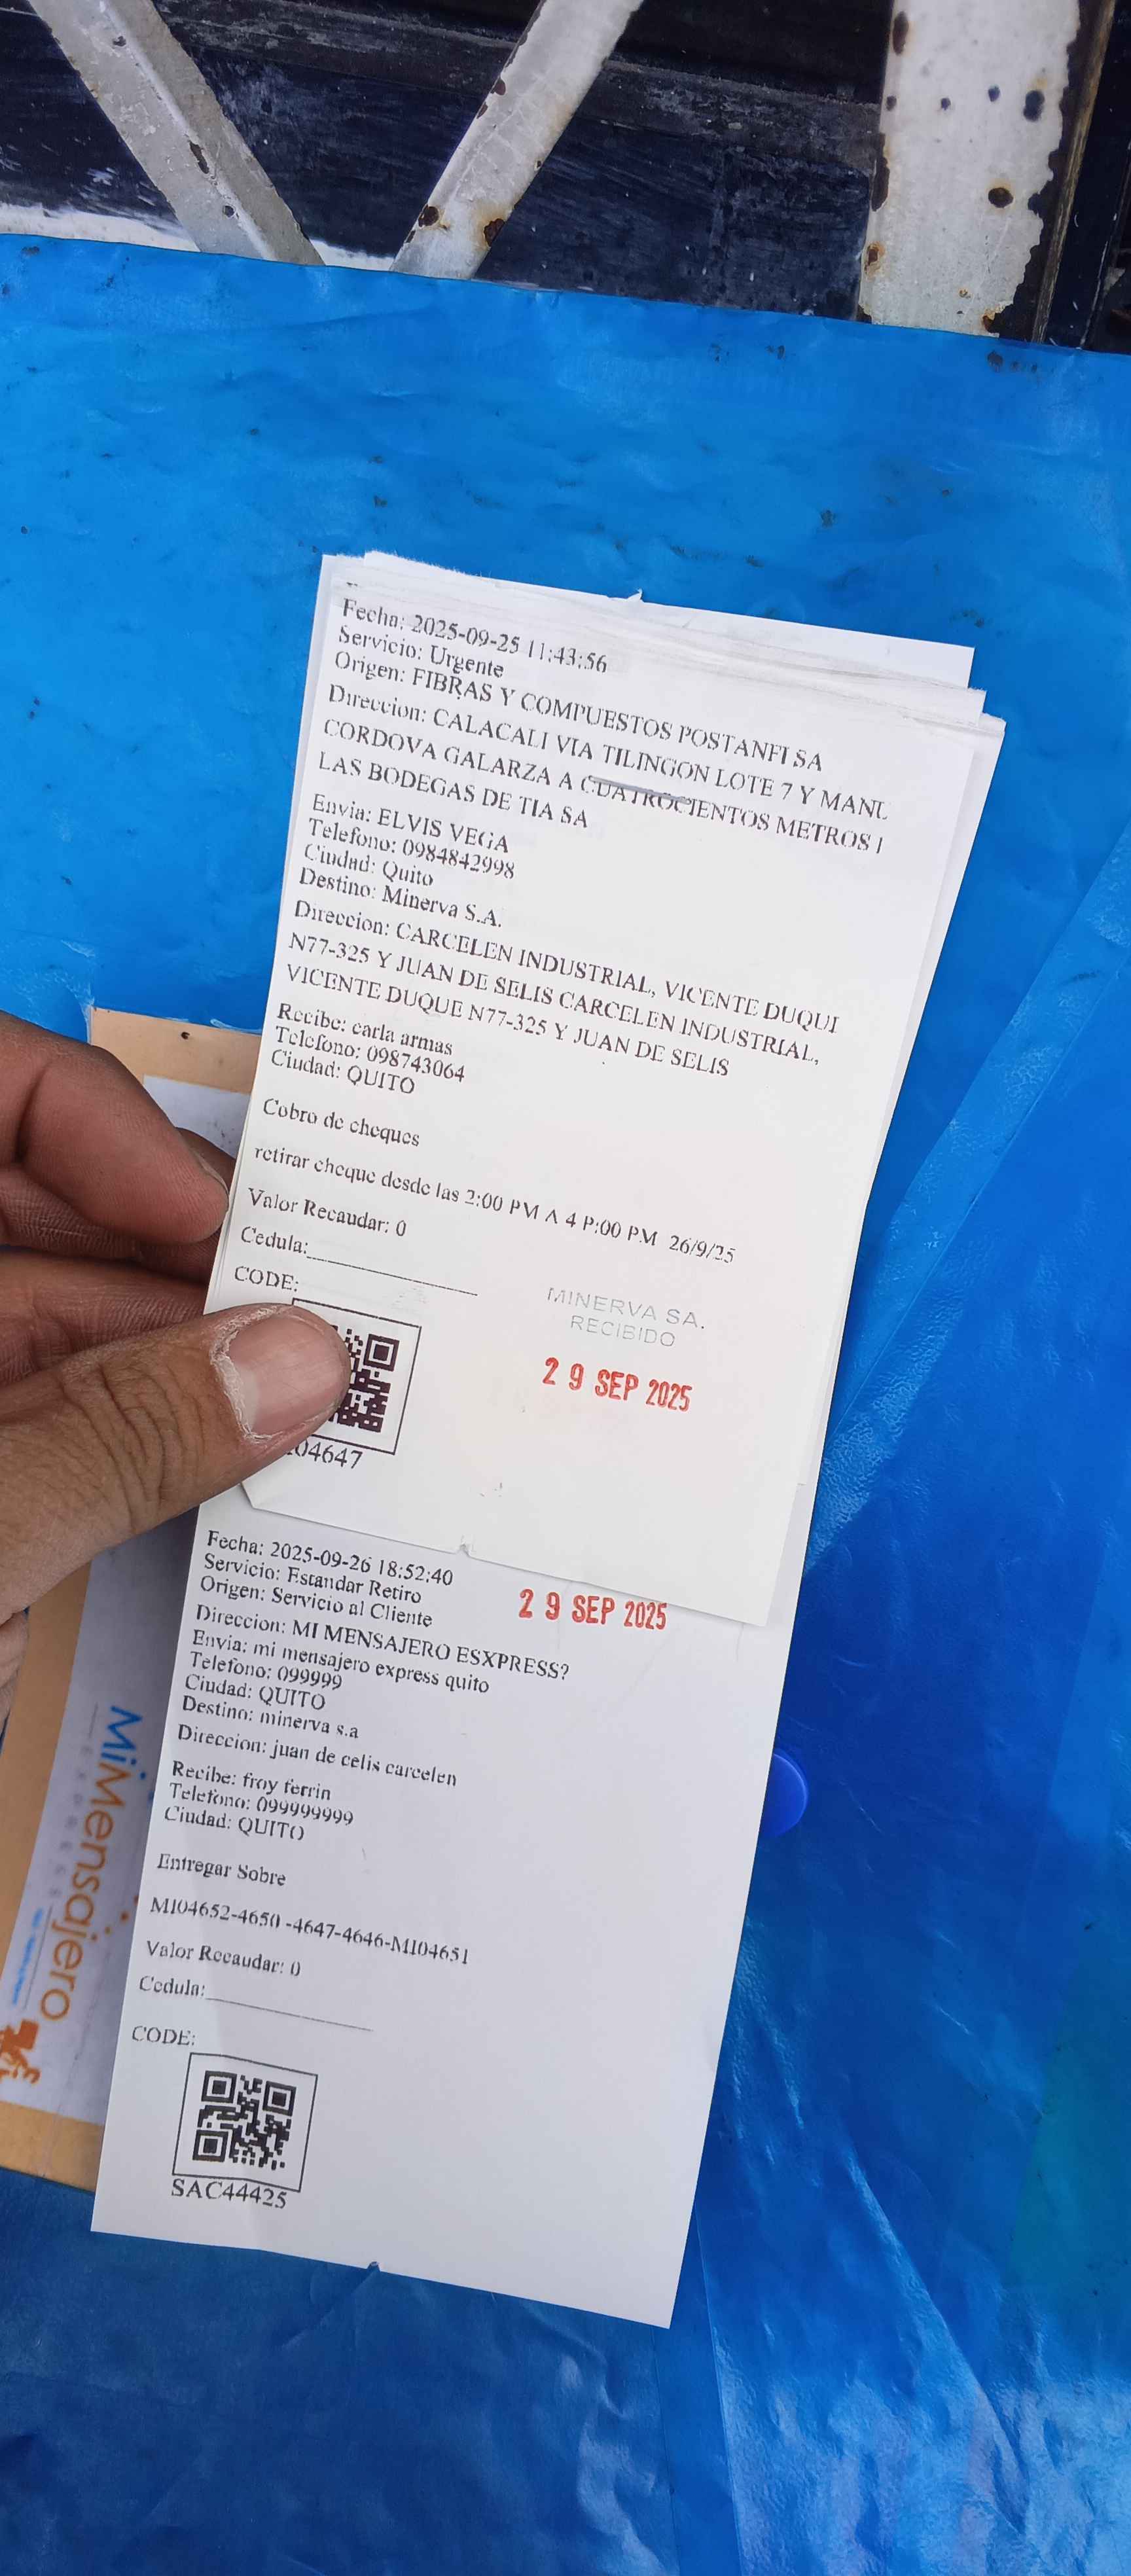 Fecha: 2025-09-25 11:43:56
Servicio: Urgente
Origen: FIBRAS Y COMPUESTOS POSTANFI SA
Direccion: CALACALI VIA TILINGON LOTE 7 Y MANU
CORDOVA GALARZA A CUATROCIENTOS METROS
LAS BODEGAS DE TIA SA
Envia: ELVIS VEGA
Telefono: 0984842998
Ciudad: Quito
Destino: Minerva S.A.
Direccion: CARCELEN INDUSTRIAL, VICENTE DUQUE
N77-325 Y JUAN DE SELIS CARCELEN INDUSTRIAL,
VICENTE DUQUE N77-325 Y JUAN DE SELIS
Recibe: carla armas
Telefono: 098743064
Ciudad: QUITO
Cobro de cheques
retirar cheque desde las 2:00 PM A 4 P:00 PM 26/9/25
Valor Recaudar: 0
Cedula:
CODE:
MINERVA SA.
RECIBIDO
29 SEP 2025
04647
Fecha: 2025-09-26 18:52:40
Servicio: Estandar Retiro
Origen: Servicio al Cliente
29 SEP 2025
Direccion: MI MENSAJERO ESXPRESS?
Envia: mi mensajero express quito
Telefono: 099999
Ciudad: QUITO
Destino: minerva s.a
Direccion: juan de celis carcelen
Recibe: froy ferrin
Telefono: 099999999
Ciudad: QUITO
Entregar Sobre
MI04652-4650 -4647-4646-MI04651
Valor Recaudar: 0
Cedula:
CODE:
SAC44425
MiMensajero